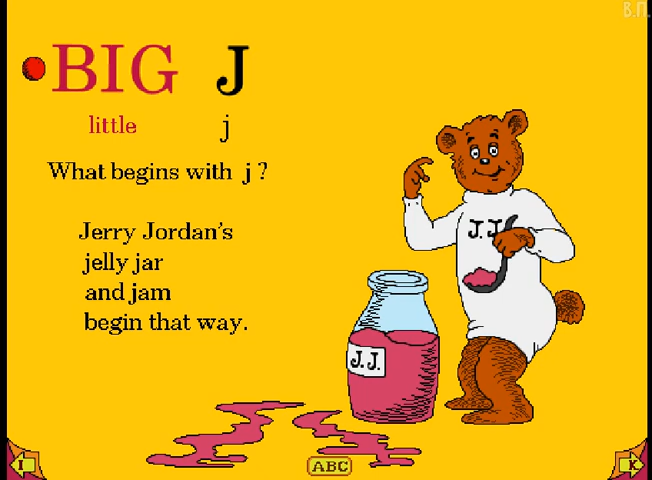 BIG J
little j
What begins with j ?
Jerry Jordan's
jelly jar
and jam
begin that way.
J.J.
J.J.
I
ABC
K
В.П.